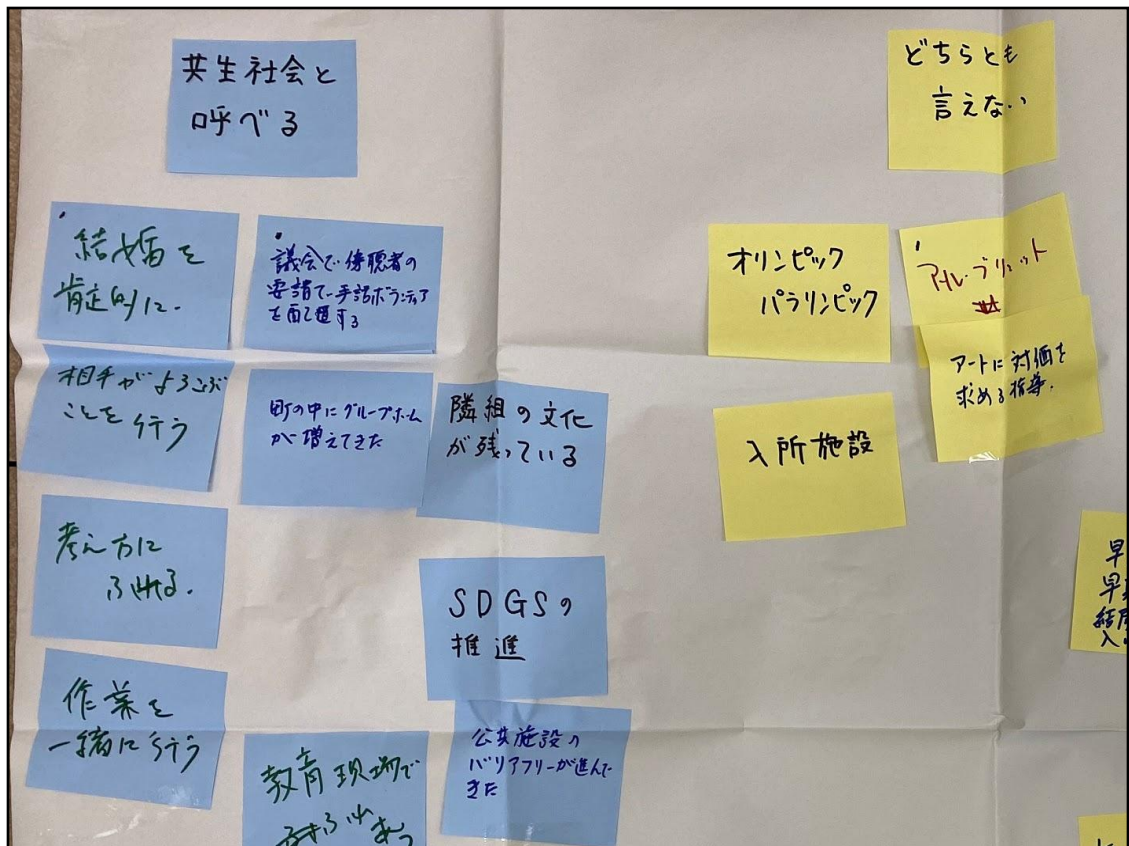 共生社会と
呼べる
どちらとも
言えない
結婚を
肯定的に.
議会で傍聴者の
要請で手話ボランティア
を配置する
オリンピック
パラリンピック
アール・ブリュット
相手がよろこぶ
ことを行う
町の中にグループホーム
が増えてきた
隣組の文化
が残っている
入所施設
アートに対価を
求める指導.
考え方に
ふれる.
SDGSの
推進
早
早
結
入
作業を
一緒に行う
教育現場で
公共施設の
バリアフリーが進んで
きた